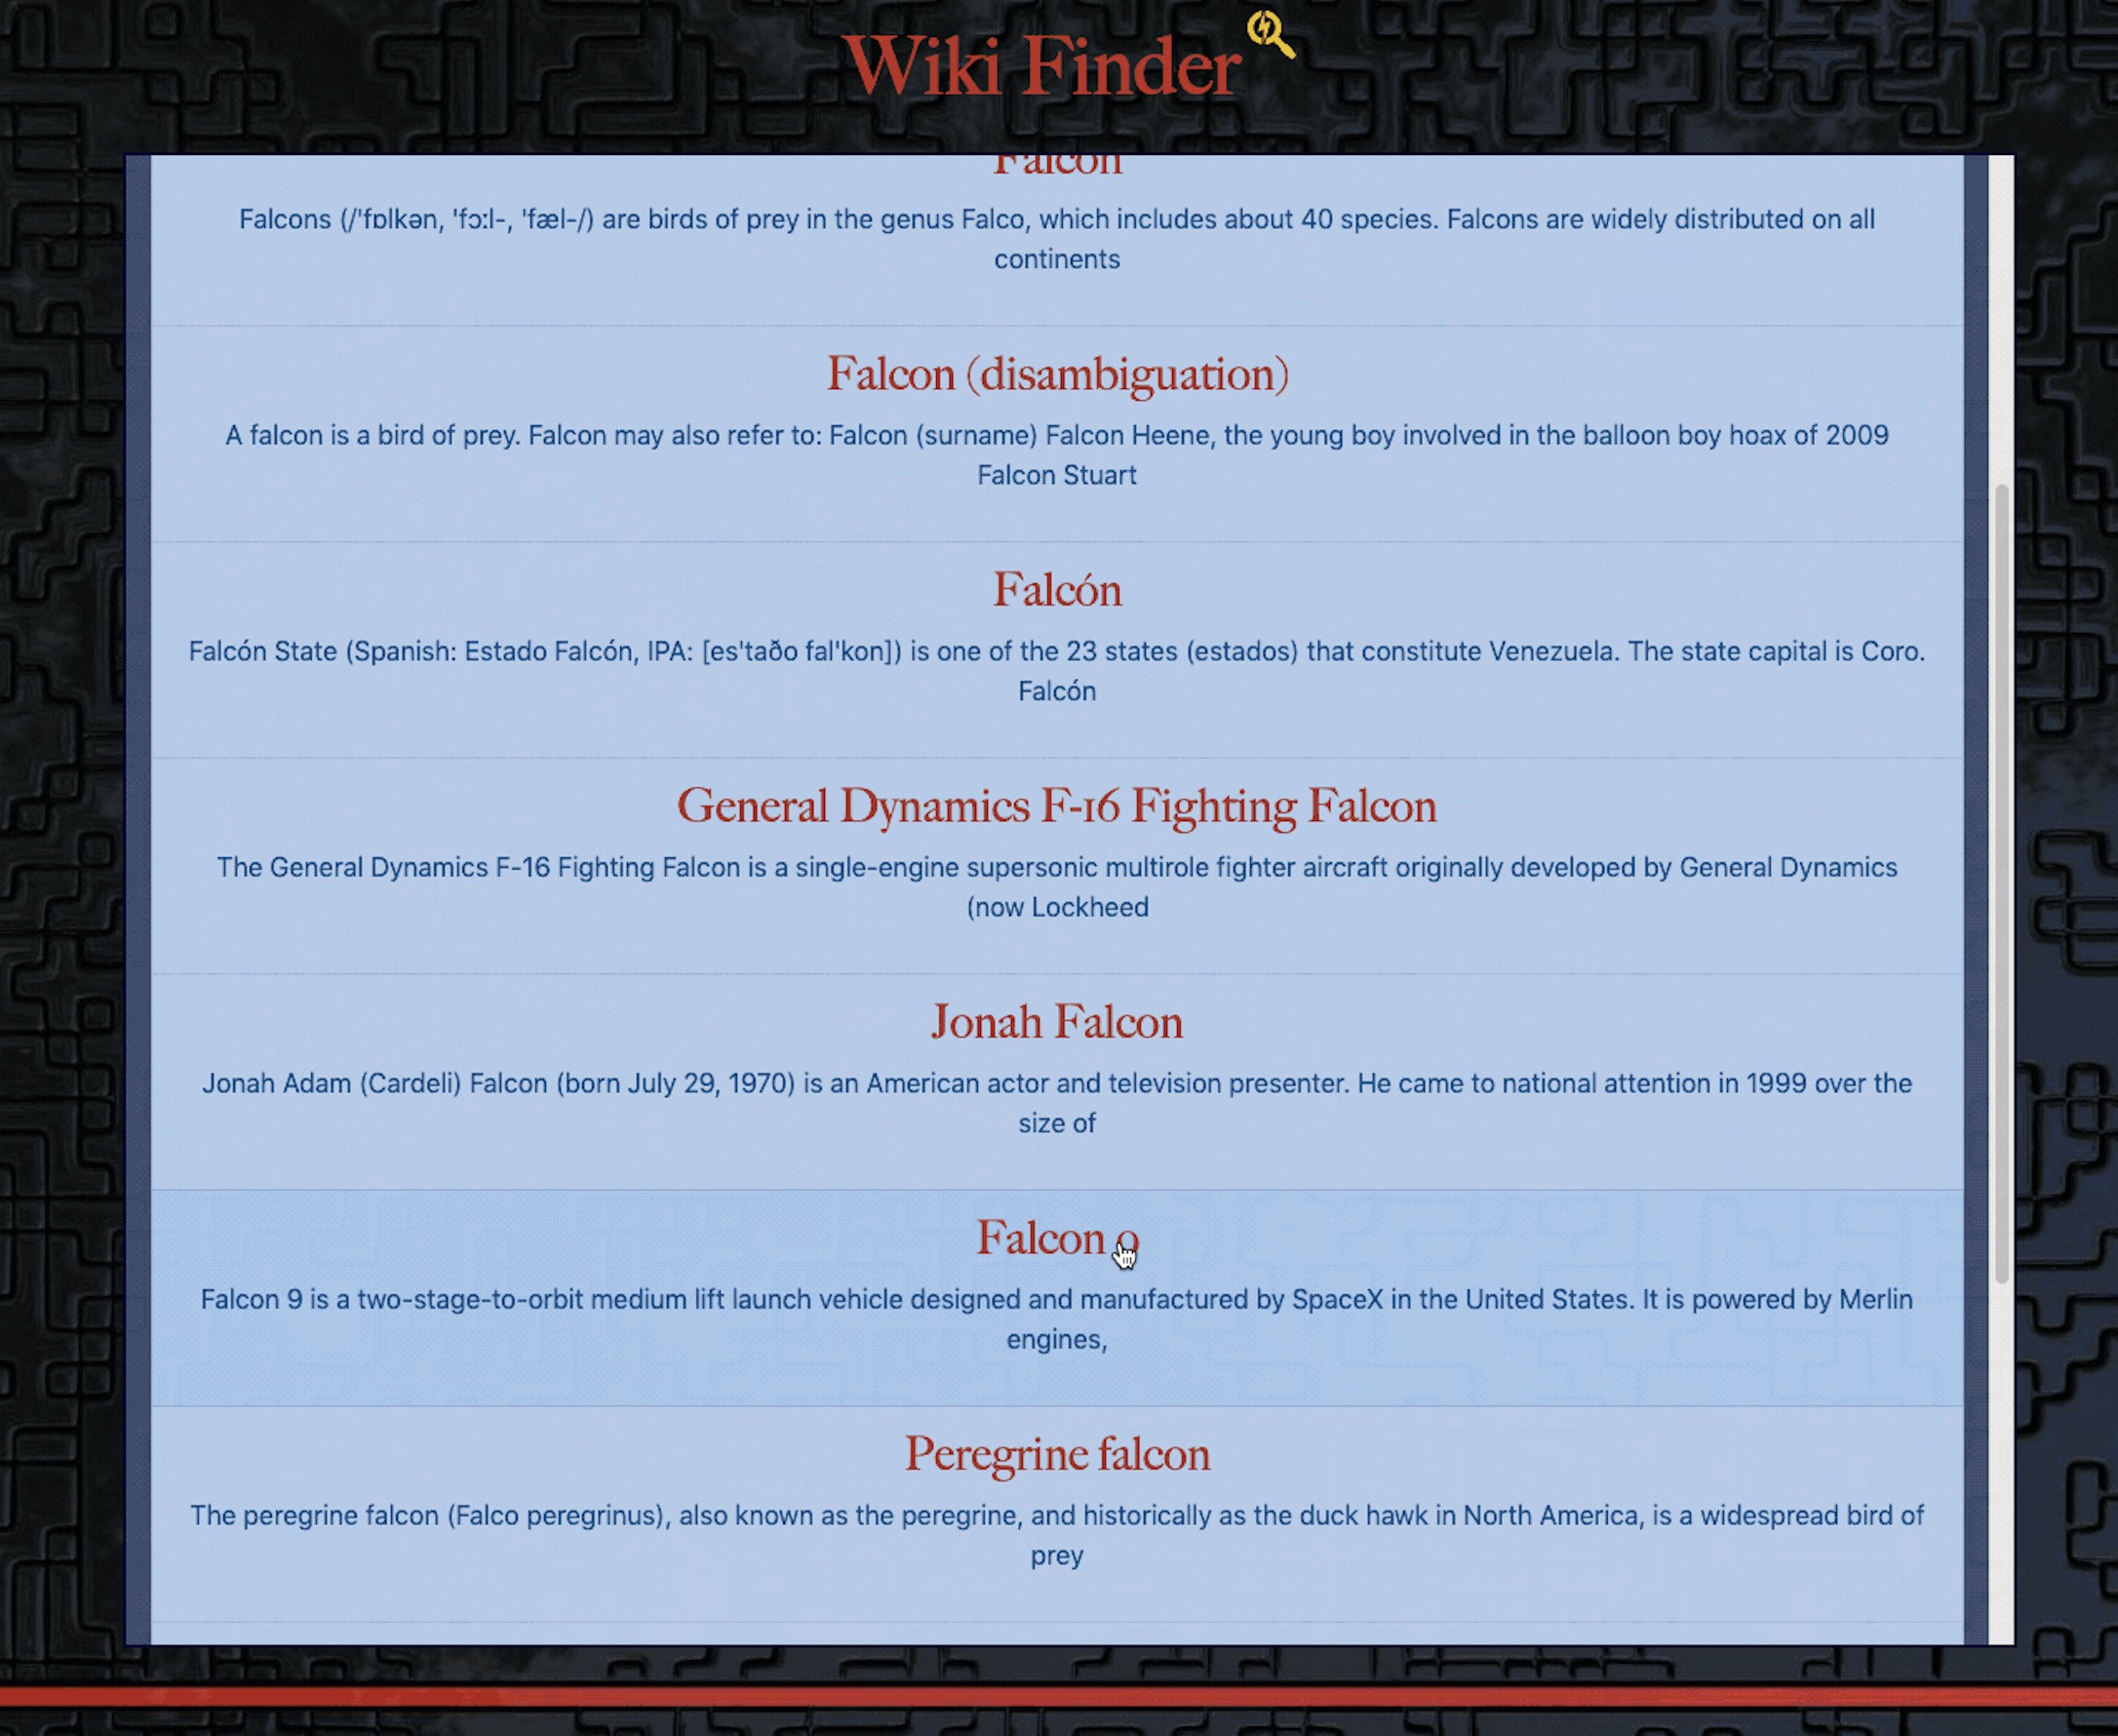 Wiki Finder
Falcon
Falcons (/'fɒlkən, 'fɔːl-, 'fæl-/) are birds of prey in the genus Falco, which includes about 40 species. Falcons are widely distributed on all
continents
Falcon (disambiguation)
A falcon is a bird of prey. Falcon may also refer to: Falcon (surname) Falcon Heene, the young boy involved in the balloon boy hoax of 2009
Falcon Stuart
Falcón
Falcón State (Spanish: Estado Falcón, IPA: [es'taðo fal'kon]) is one of the 23 states (estados) that constitute Venezuela. The state capital is Coro.
Falcón
General Dynamics F-16 Fighting Falcon
The General Dynamics F-16 Fighting Falcon is a single-engine supersonic multirole fighter aircraft originally developed by General Dynamics
(now Lockheed
Jonah Falcon
Jonah Adam (Cardeli) Falcon (born July 29, 1970) is an American actor and television presenter. He came to national attention in 1999 over the
size of
Falcon 9
Falcon 9 is a two-stage-to-orbit medium lift launch vehicle designed and manufactured by SpaceX in the United States. It is powered by Merlin
engines,
Peregrine falcon
The peregrine falcon (Falco peregrinus), also known as the peregrine, and historically as the duck hawk in North America, is a widespread bird of
prey